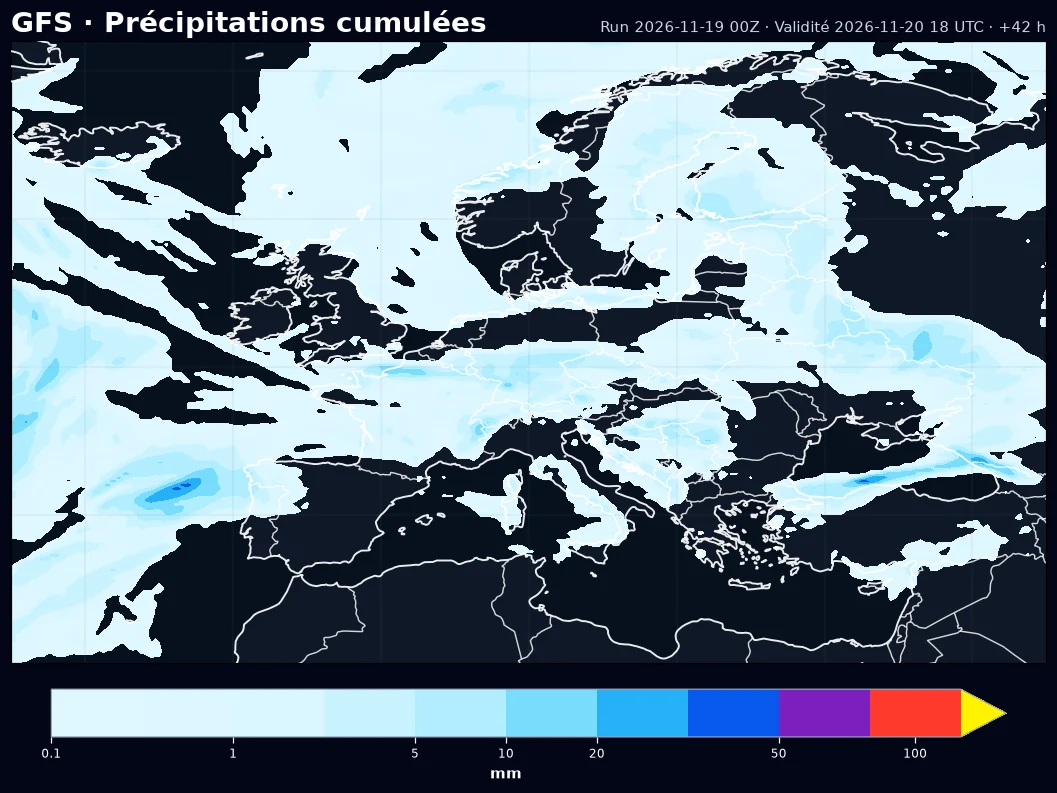 GFS · Précipitations cumulées
Run 2026-11-19 00Z · Validité 2026-11-20 18 UTC · +42 h
0.1 1 5 10 20 50 100
mm